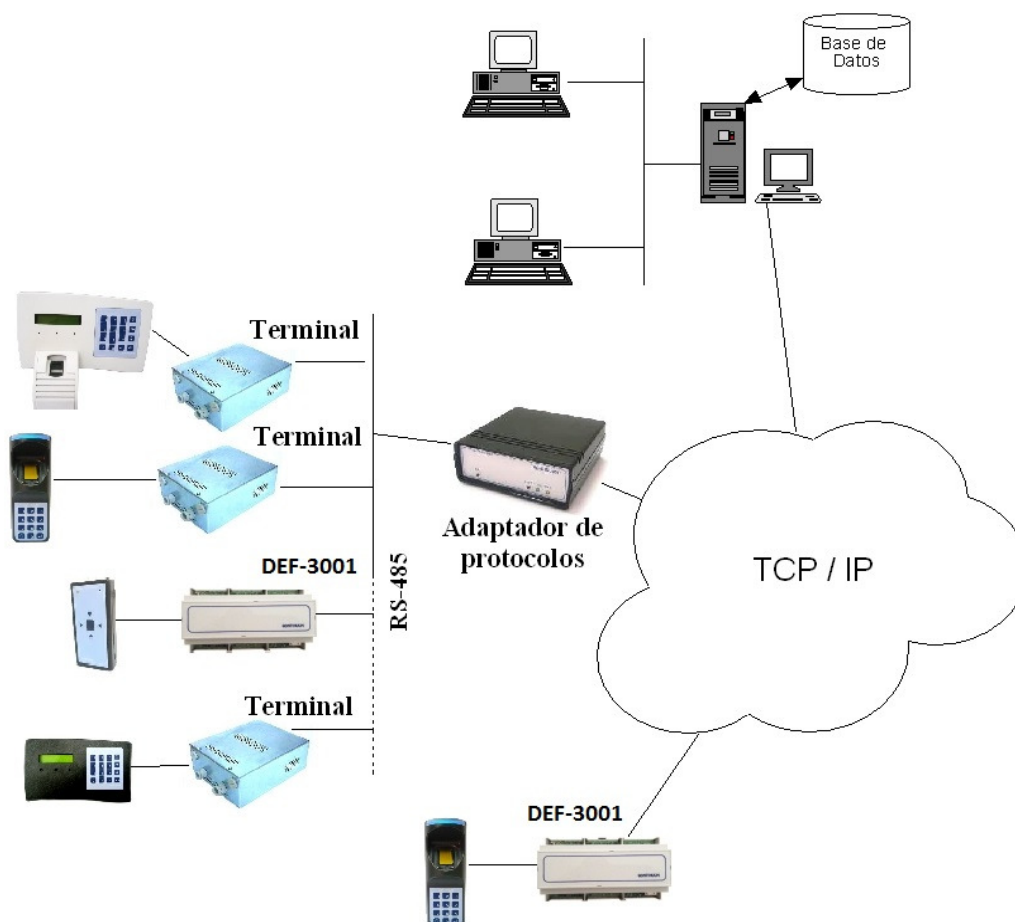 Base de
Datos
Terminal
Terminal
Adaptador de
protocolos
TCP / IP
DEF-3001
RS-485
Terminal
DEF-3001